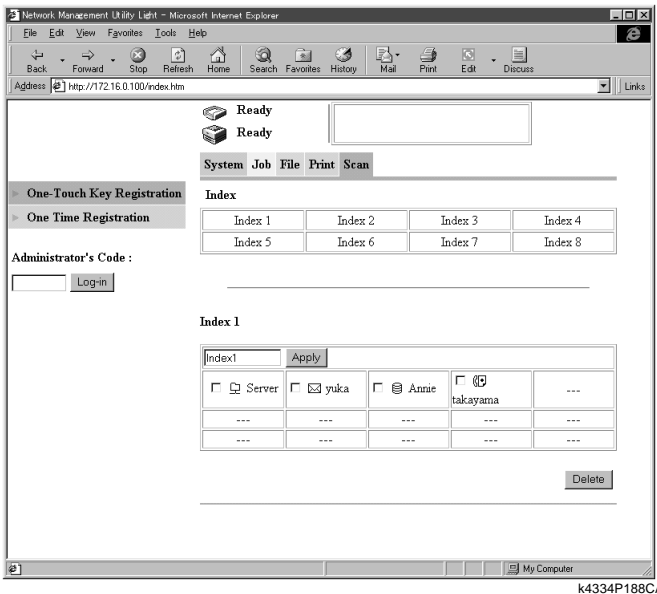 Network Management Utility Light - Microsoft Internet Explorer
File Edit View Favorites Tools Help
Back Forward Stop Refresh Home Search Favorites History Mail Print Edit Discuss
Address http://172.16.0.100/index.htm Links
Ready
Ready
System Job File Print Scan
One-Touch Key Registration
One Time Registration
Administrator's Code :
Log-in
Index
Index 1 Index 2 Index 3 Index 4
Index 5 Index 6 Index 7 Index 8
Index 1
Index1 Apply
Server yuka Annie takayama ---
--- --- --- --- ---
--- --- --- --- ---
Delete
My Computer
k4334P188CA